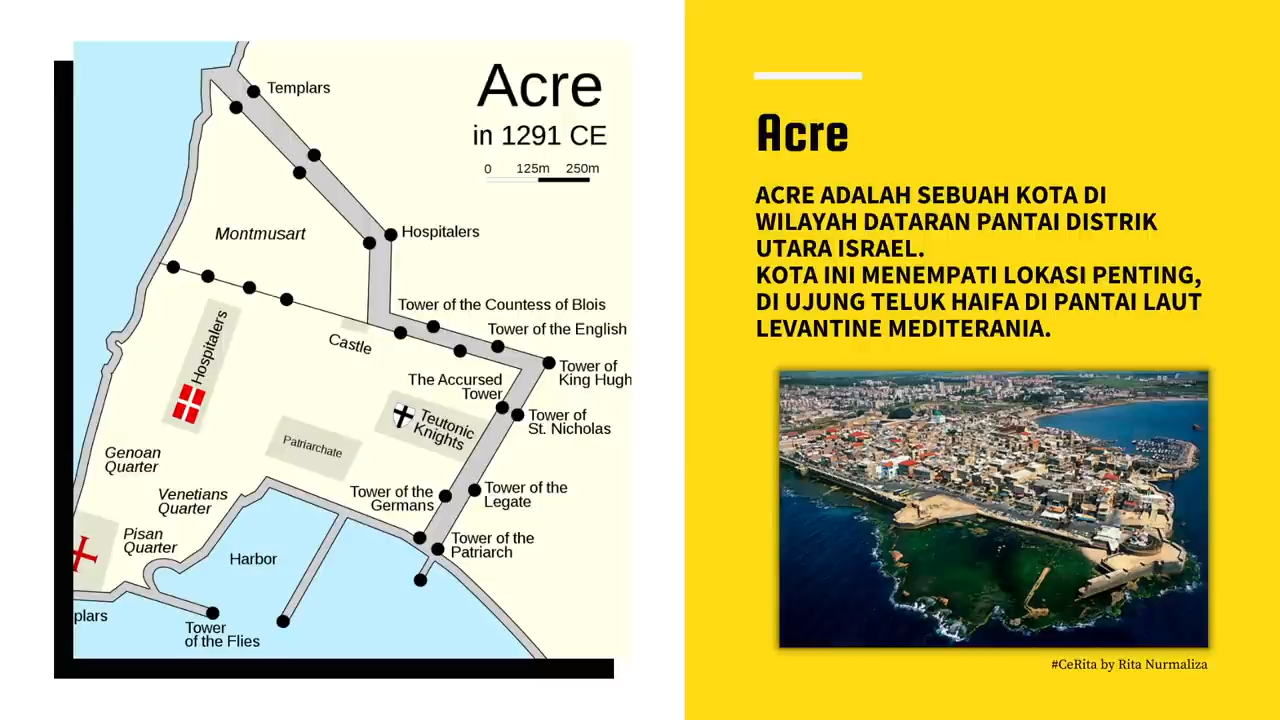 Acre
in 1291 CE
0 125m 250m
Templars
Montmusart
Hospitalers
Tower of the Countess of Blois
Tower of the English
Castle
Hospitalers
Tower of
King Hugh
The Accursed
Tower
Tower of
St. Nicholas
Teutonic
Knights
Patriarchate
Genoan
Quarter
Venetians
Quarter
Tower of the
Germans
Tower of the
Legate
Pisan
Quarter
Harbor
Tower of the
Patriarch
plars
Tower
of the Flies
Acre
ACRE ADALAH SEBUAH KOTA DI
WILAYAH DATARAN PANTAI DISTRIK
UTARA ISRAEL.
KOTA INI MENEMPATI LOKASI PENTING,
DI UJUNG TELUK HAIFA DI PANTAI LAUT
LEVANTINE MEDITERANIA.
#CeRita by Rita Nurmaliza